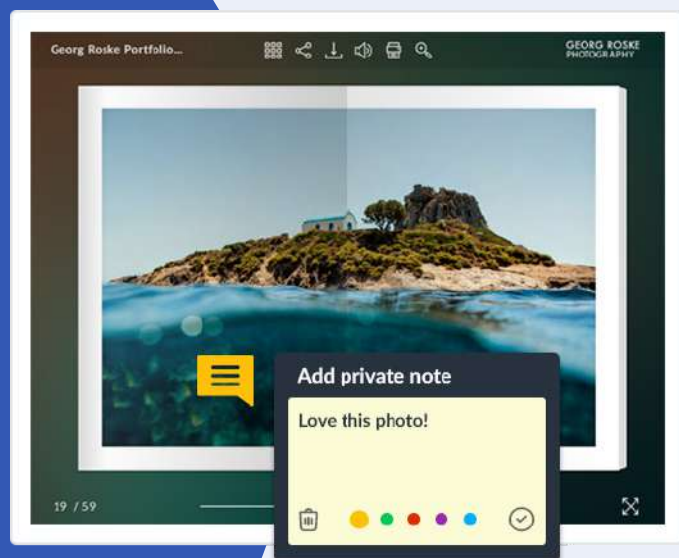 Georg Roske Portfolio...
GEORG ROSKE
PHOTOGRAPHY
Add private note
Love this photo!
19 / 59